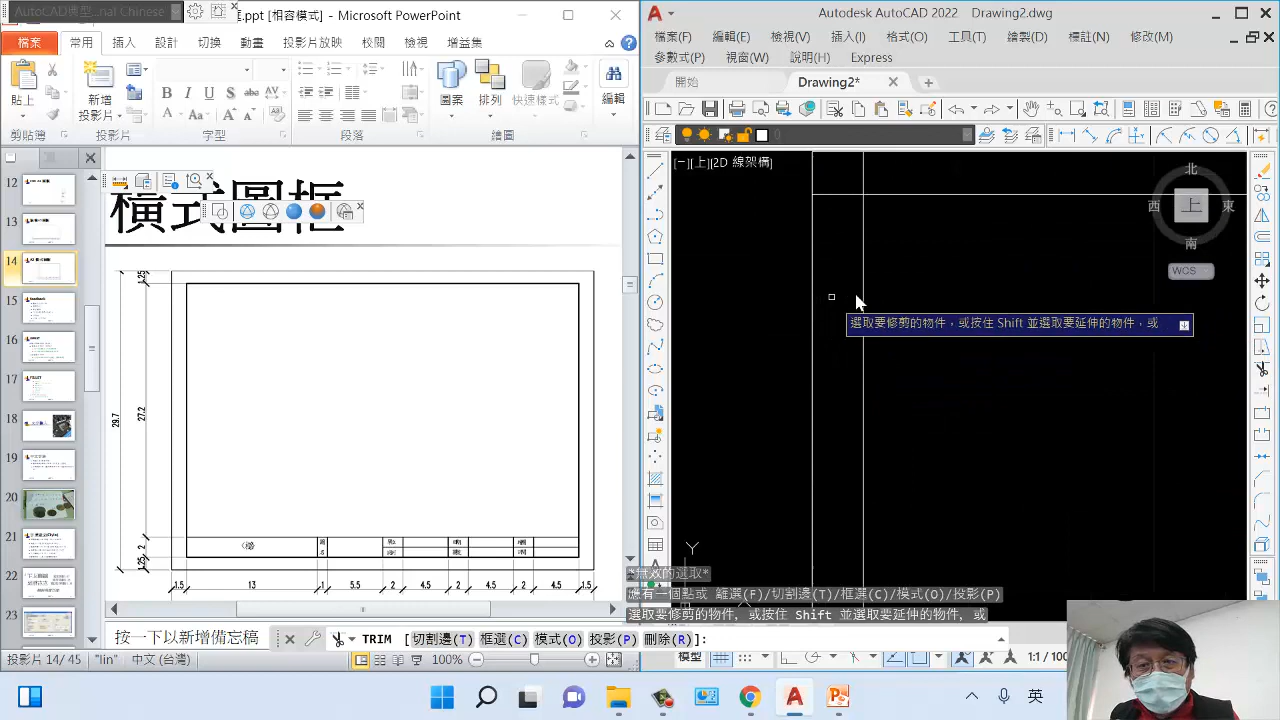 .ppt [相容模式] - Microsoft PowerPoint
檔案 常用 插入 設計 切換 動畫 投影片放映 校閱 檢視 增益集
貼上
新增
投影片
圖案
排列
快速樣式
編輯
剪貼簿 投影片 字型 段落 繪圖
12
13
14
15
16
17
18
19
20
21
22
23
橫式圖框
1.25
29.7
27.2
2
1.25
1.5 13 5.5 2 4.5 2 4.5 2 4.5 1.5
按一下以新增備忘稿
投影片 14/45 "lin" 中文 (台灣) 100%
Autodesk AutoCAD 2022 Drawing2.dwg
檔案(F) 編輯(E) 檢視(V) 插入(I) 格式(O) 工具(T) 繪製(D) 標註(N) 修改(M)
參數式(P) 視窗(W) 說明(H) Express
開始 Drawing2*
0
[−][上][2D 線架構]
北
西 上 東
南
WCS
選取要修剪的物件，或按住 Shift 並選取要延伸的物件，或
Y
*無效的選取*
應有一個點或 籬選(F)/切割邊(T)/框選(C)/模式(O)/投影(P)
選取要修剪的物件，或按住 Shift 並選取要延伸的物件, 或
TRIM [切割邊(T) 框選(C) 模式(O) 投影(P) 刪除(R)]:
模型 1:1 / 100
英